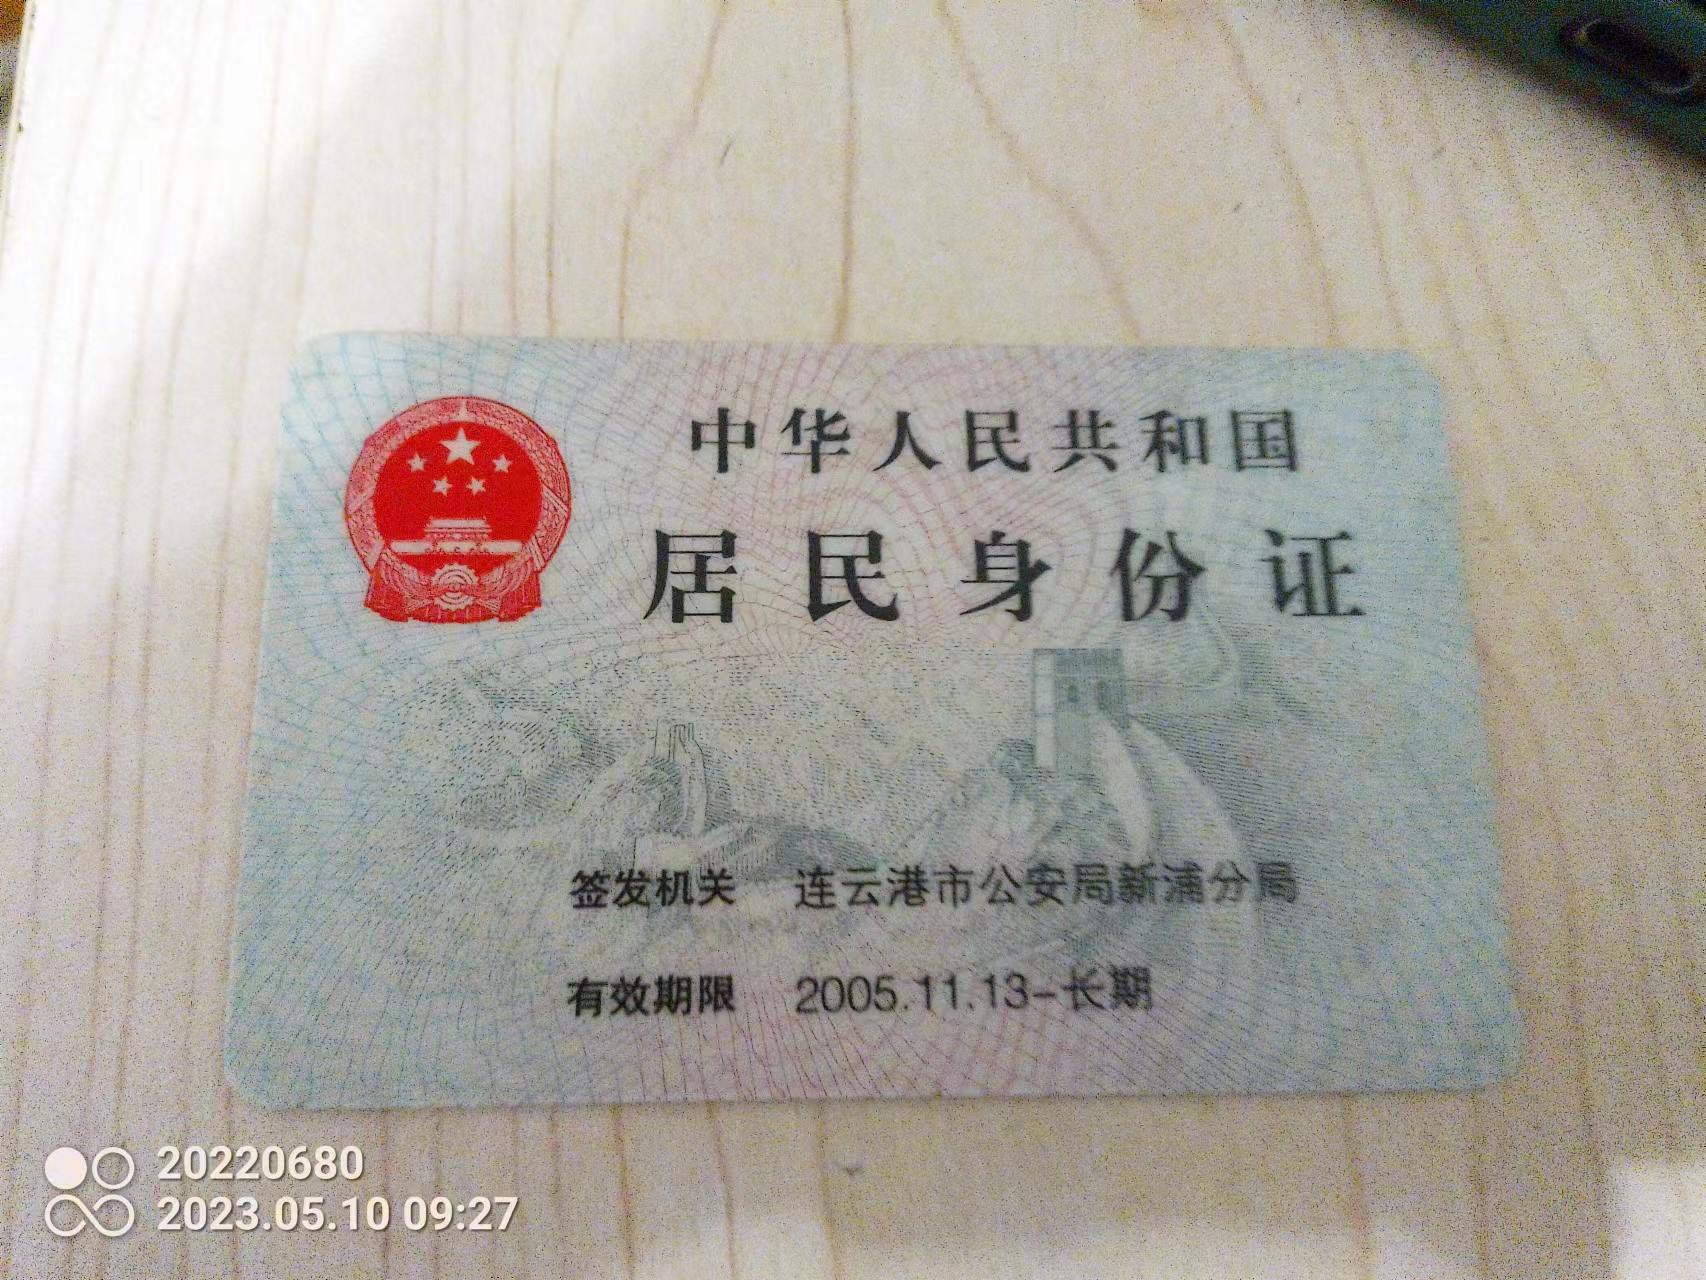 中华人民共和国
居民身份证
签发机关 连云港市公安局新浦分局
有效期限 2005.11.13-长期
20220680
2023.05.10 09:27